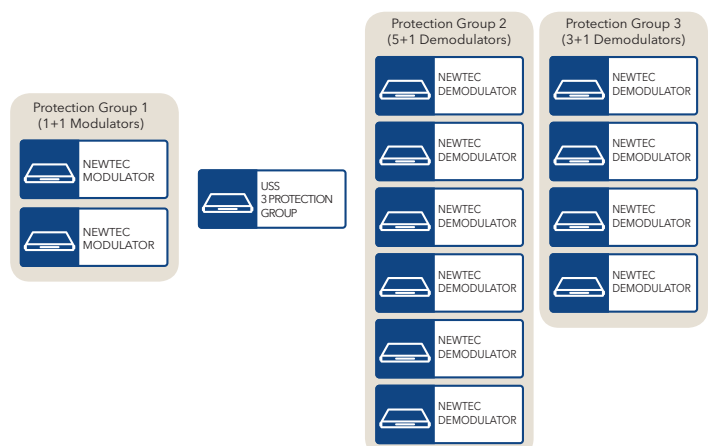 Protection Group 1
(1+1 Modulators)
NEWTEC
MODULATOR
NEWTEC
MODULATOR
USS
3 PROTECTION
GROUP
Protection Group 2
(5+1 Demodulators)
NEWTEC
DEMODULATOR
NEWTEC
DEMODULATOR
NEWTEC
DEMODULATOR
NEWTEC
DEMODULATOR
NEWTEC
DEMODULATOR
NEWTEC
DEMODULATOR
Protection Group 3
(3+1 Demodulators)
NEWTEC
DEMODULATOR
NEWTEC
DEMODULATOR
NEWTEC
DEMODULATOR
NEWTEC
DEMODULATOR